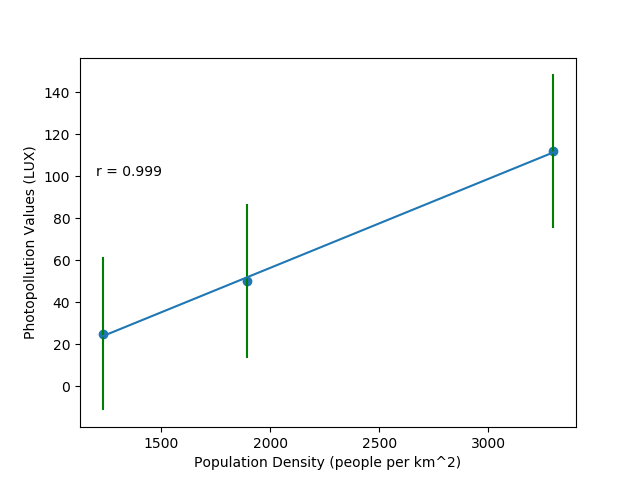 140
120
100
80
60
40
20
0
r = 0.999
Photopollution Values (LUX)
1500 2000 2500 3000
Population Density (people per km^2)